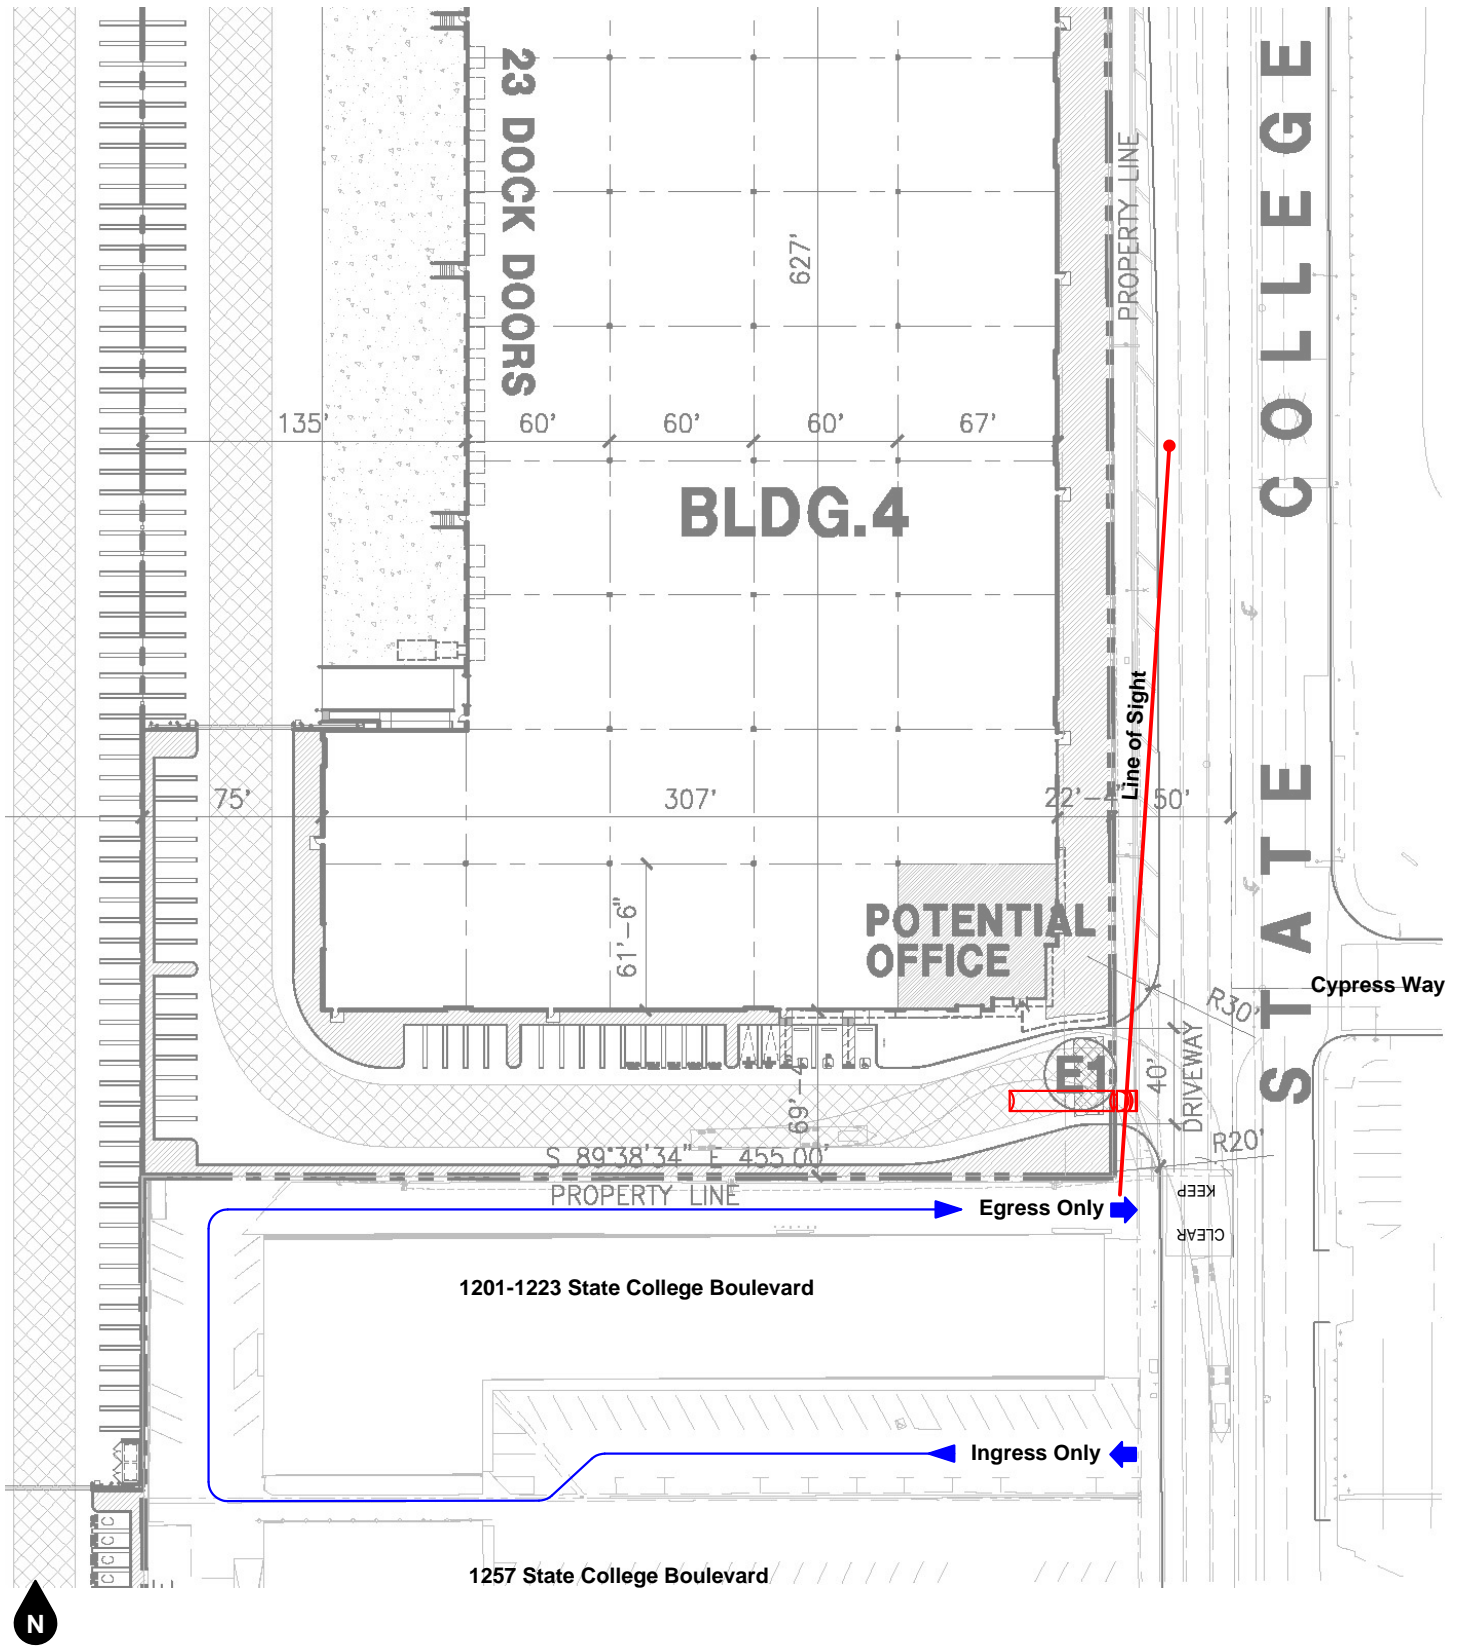 23 DOCK DOORS
PROPERTY LINE
STATE COLLEGE
627'
135'
60'
60'
60'
67'
BLDG.4
Line of Sight
75'
307'
22'-4"
50'
61'-6"
POTENTIAL
OFFICE
Cypress Way
R30'
E1
40'
DRIVEWAY
69'-4"
R20'
S 89°38'34" E 455.00'
PROPERTY LINE
KEEP
CLEAR
Egress Only
1201-1223 State College Boulevard
Ingress Only
C
C
C
C
1257 State College Boulevard
N